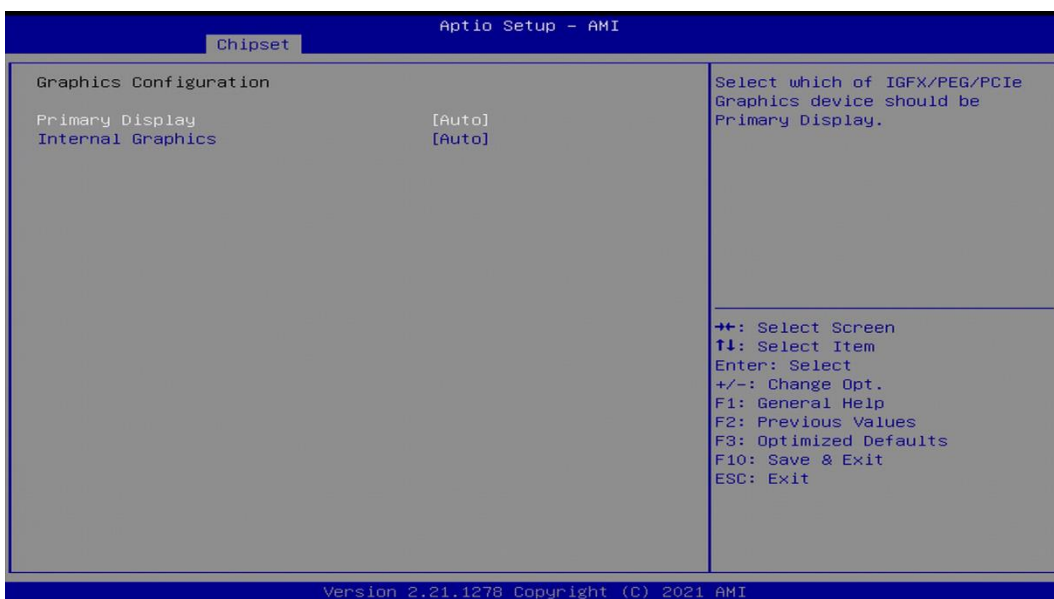 Aptio Setup – AMI
Chipset
Graphics Configuration
Primary Display [Auto]
Internal Graphics [Auto]
Select which of IGFX/PEG/PCIe
Graphics device should be
Primary Display.
→←: Select Screen
↑↓: Select Item
Enter: Select
+/-: Change Opt.
F1: General Help
F2: Previous Values
F3: Optimized Defaults
F10: Save & Exit
ESC: Exit
Version 2.21.1278 Copyright (C) 2021 AMI